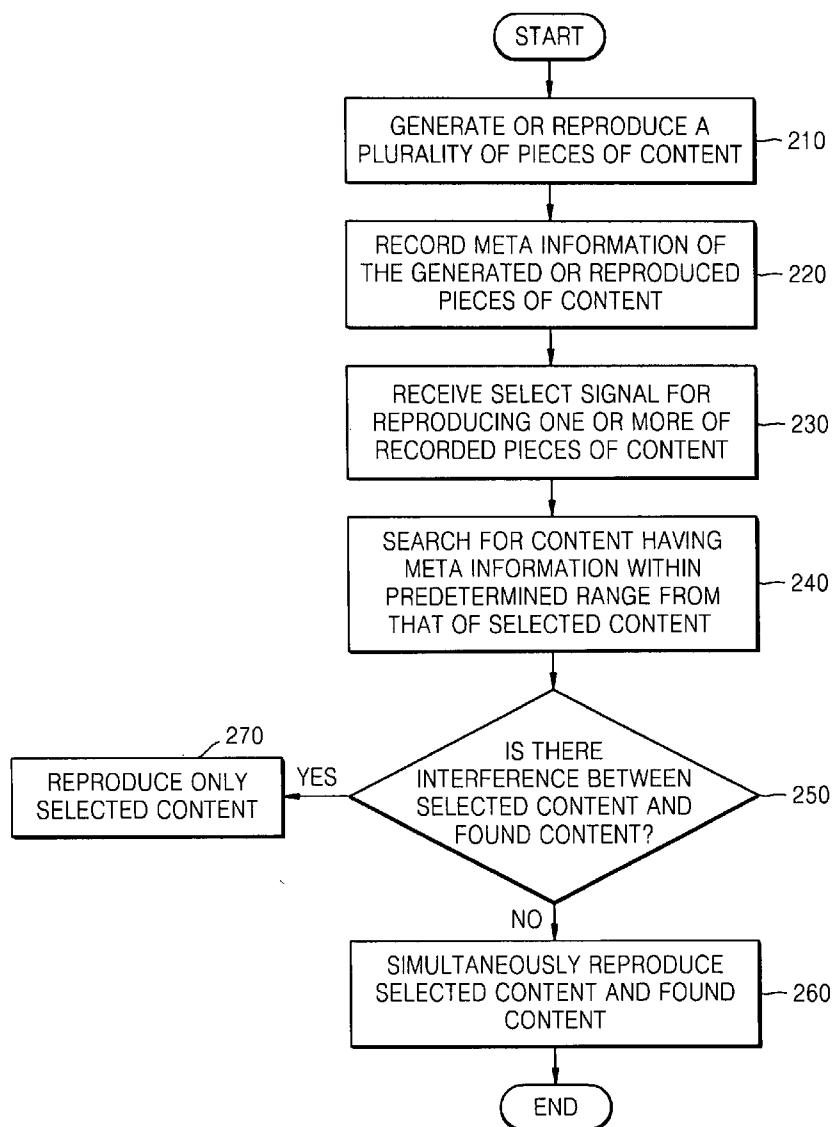 START
GENERATE OR REPRODUCE A
PLURALITY OF PIECES OF CONTENT
210
RECORD META INFORMATION OF
THE GENERATED OR REPRODUCED
PIECES OF CONTENT
220
RECEIVE SELECT SIGNAL FOR
REPRODUCING ONE OR MORE OF
RECORDED PIECES OF CONTENT
230
SEARCH FOR CONTENT HAVING
META INFORMATION WITHIN
PREDETERMINED RANGE FROM
THAT OF SELECTED CONTENT
240
IS THERE
INTERFERENCE BETWEEN
SELECTED CONTENT AND
FOUND CONTENT?
250
YES
270
REPRODUCE ONLY
SELECTED CONTENT
NO
SIMULTANEOUSLY REPRODUCE
SELECTED CONTENT AND FOUND
CONTENT
260
END